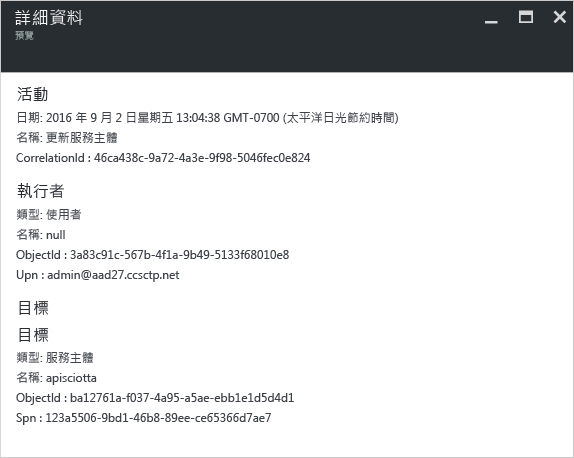 詳細資料
預覽
活動
日期: 2016 年 9 月 2 日星期五 13:04:38 GMT-0700 (太平洋日光節約時間)
名稱: 更新服務主體
CorrelationId : 46ca438c-9a72-4a3e-9f98-5046fec0e824
執行者
類型: 使用者
名稱: null
ObjectId : 3a83c91c-567b-4f1a-9b49-5133f68010e8
Upn : admin@aad27.ccsctp.net
目標
目標
類型: 服務主體
名稱: apisciotta
ObjectId : ba12761a-f037-4a95-a5ae-ebb1e1d5d4d1
Spn : 123a5506-9bd1-46b8-89ee-ce65366d7ae7